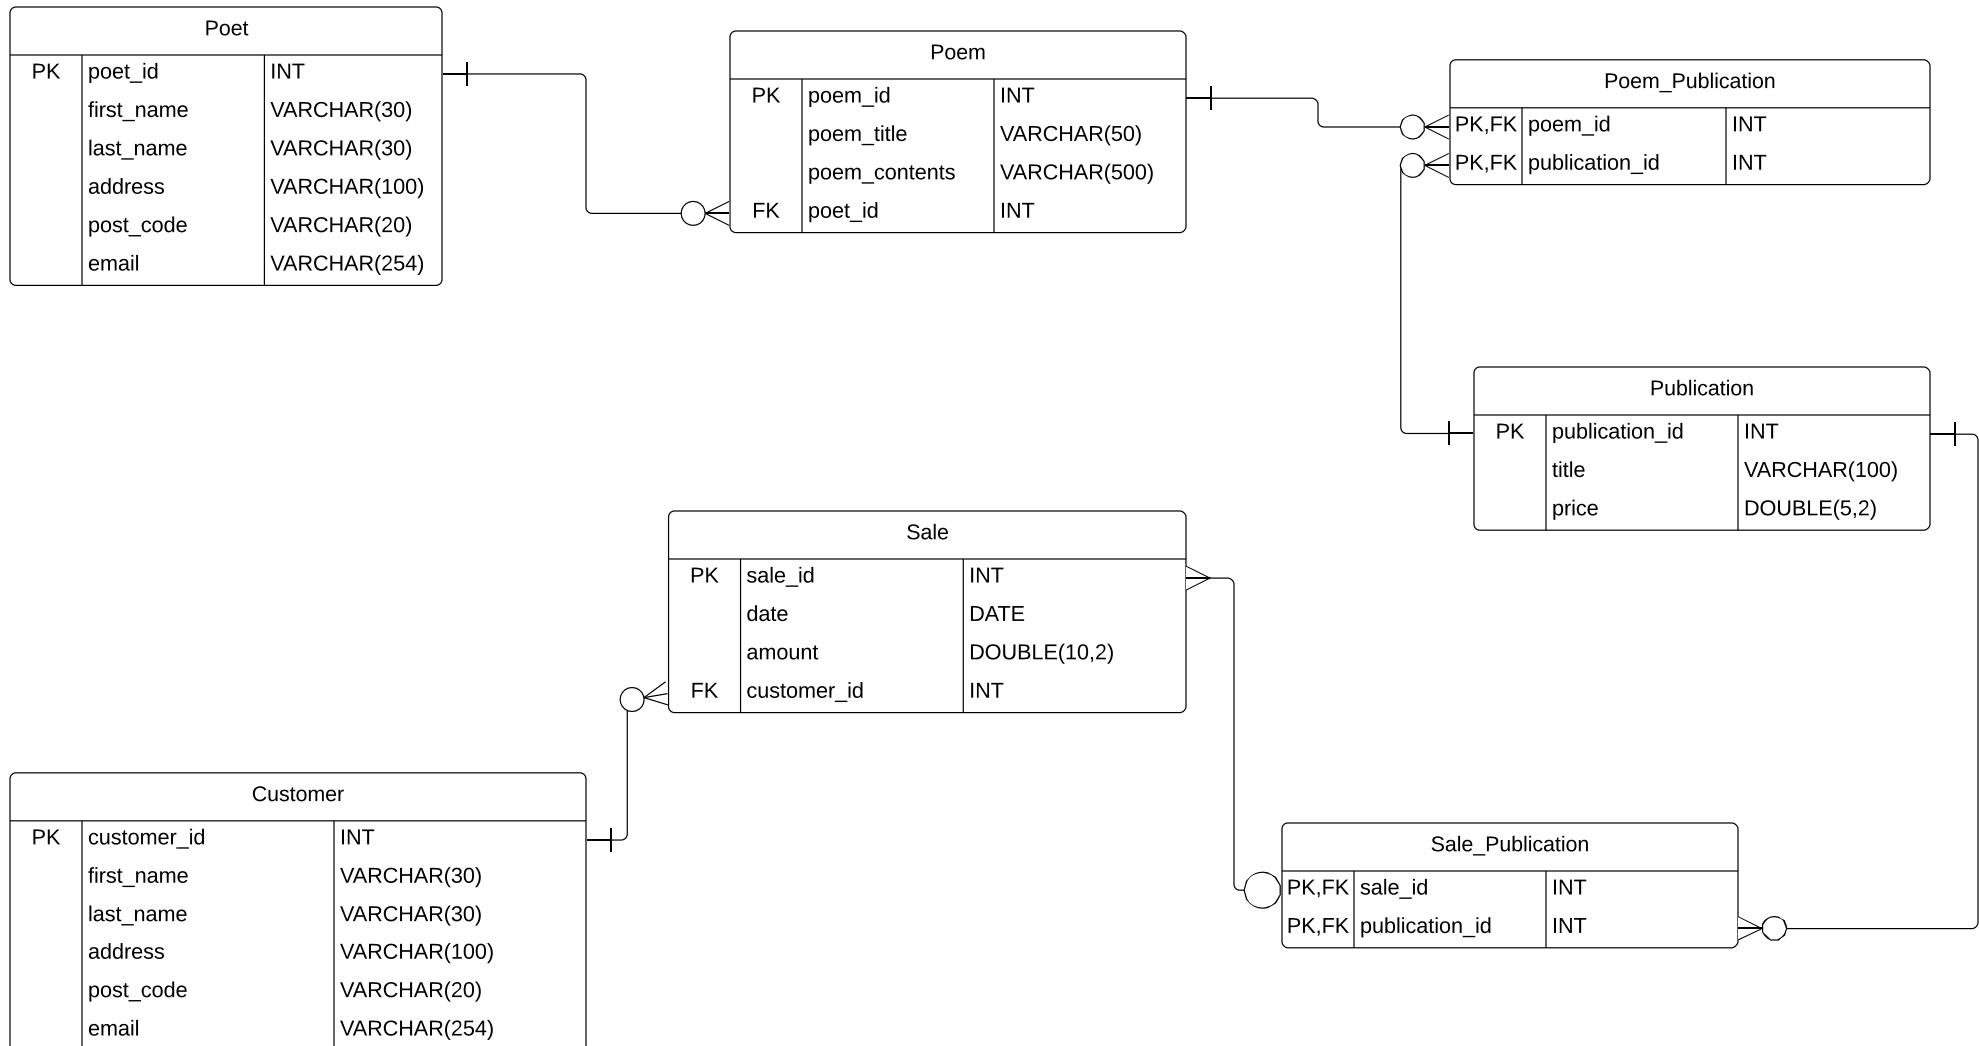 Poet
PK poet_id INT
first_name VARCHAR(30)
last_name VARCHAR(30)
address VARCHAR(100)
post_code VARCHAR(20)
email VARCHAR(254)
Poem
PK poem_id INT
poem_title VARCHAR(50)
poem_contents VARCHAR(500)
FK poet_id INT
Poem_Publication
PK,FK poem_id INT
PK,FK publication_id INT
Publication
PK publication_id INT
title VARCHAR(100)
price DOUBLE(5,2)
Sale
PK sale_id INT
date DATE
amount DOUBLE(10,2)
FK customer_id INT
Customer
PK customer_id INT
first_name VARCHAR(30)
last_name VARCHAR(30)
address VARCHAR(100)
post_code VARCHAR(20)
email VARCHAR(254)
Sale_Publication
PK,FK sale_id INT
PK,FK publication_id INT